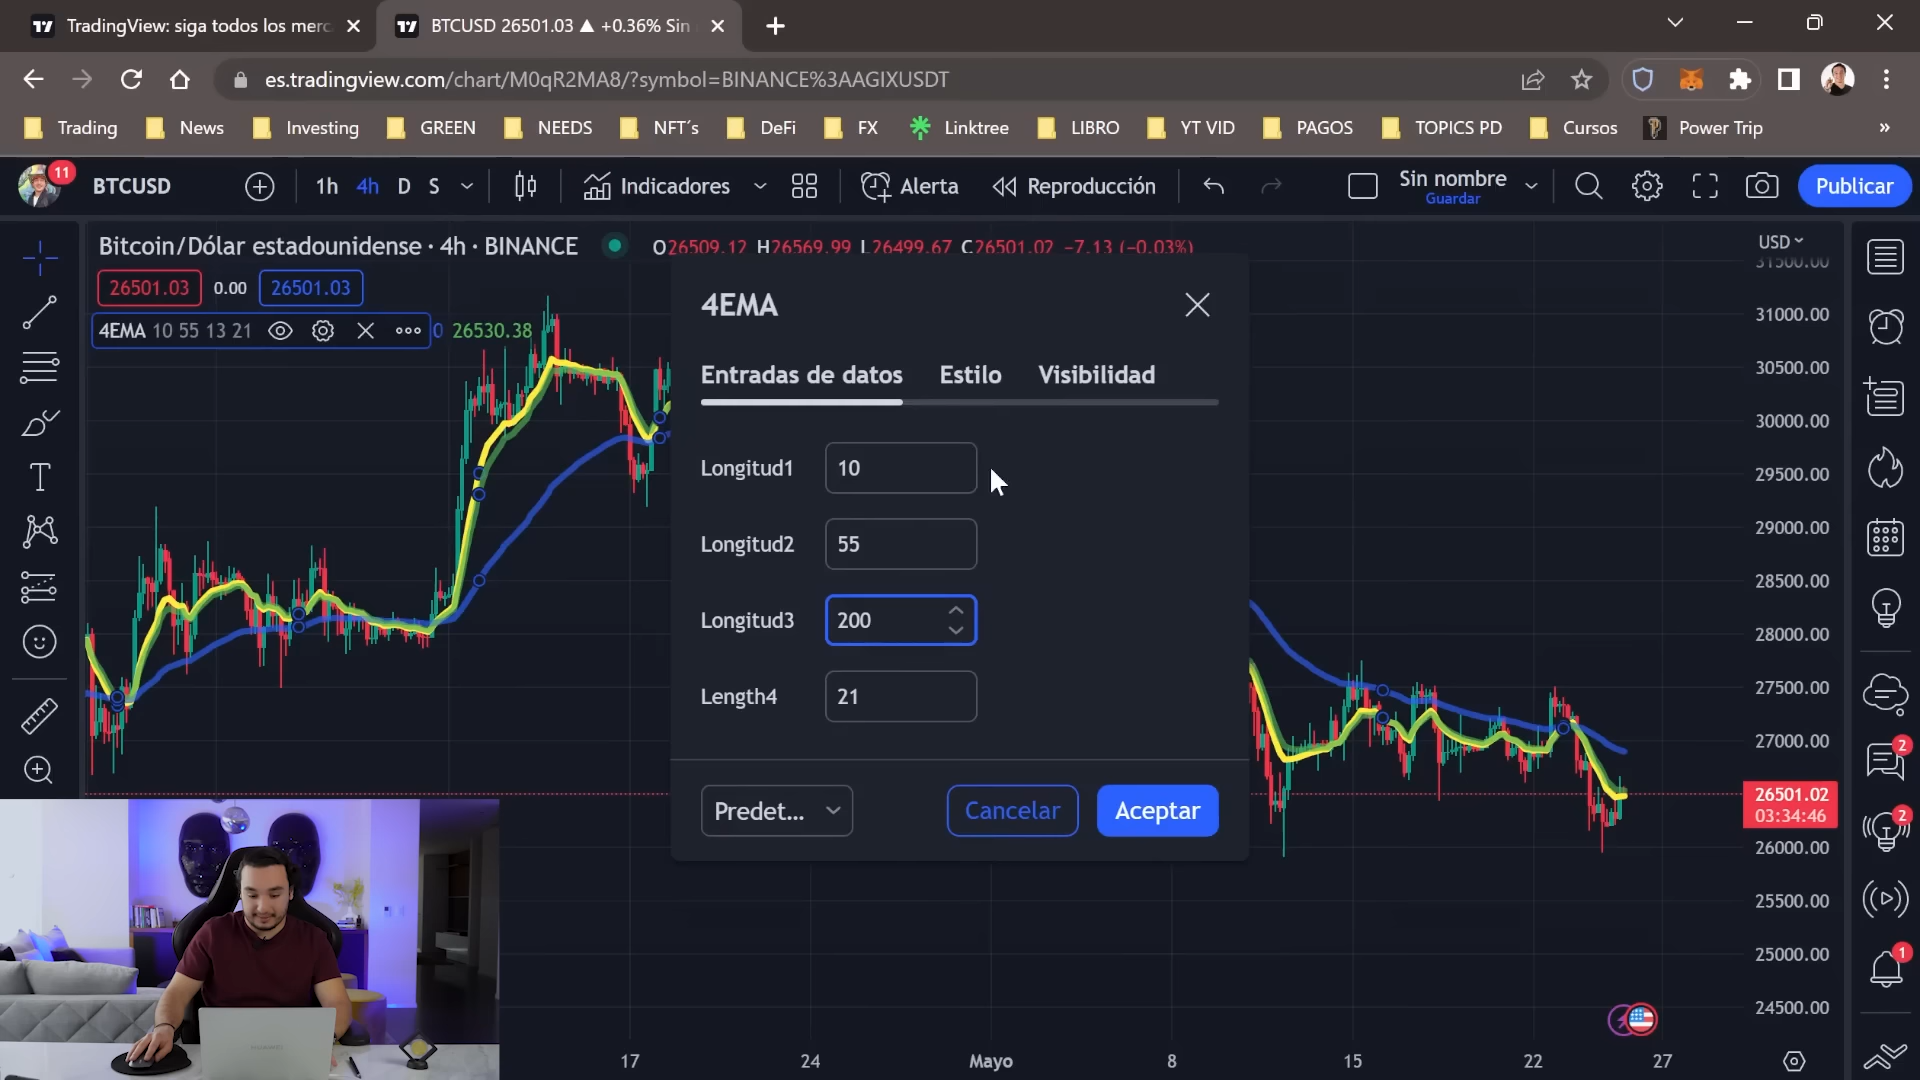 TradingView: siga todos los merc
BTCUSD 26501.03 ▲ +0.36% Sin
es.tradingview.com/chart/M0qR2MA8/?symbol=BINANCE%3AAGIXUSDT
Trading
News
Investing
GREEN
NEEDS
NFT´s
DeFi
FX
Linktree
LIBRO
YT VID
PAGOS
TOPICS PD
Cursos
Power Trip
»
11
BTCUSD
1h
4h
D
S
Indicadores
Alerta
Reproducción
Sin nombre
Guardar
Publicar
Bitcoin/Dólar estadounidense · 4h · BINANCE
O26509.12 H26569.99 L26499.67 C26501.02 −7.13 (−0.03%)
USD
26501.03
0.00
26501.03
4EMA 10 55 13 21
0 26530.38
4EMA
Entradas de datos
Estilo
Visibilidad
Longitud1
10
Longitud2
55
Longitud3
200
Length4
21
Predet...
Cancelar
Aceptar
31500.00
31000.00
30500.00
30000.00
29500.00
29000.00
28500.00
28000.00
27500.00
27000.00
26501.02
03:34:46
26000.00
25500.00
25000.00
24500.00
2
2
1
17
24
Mayo
8
15
22
27